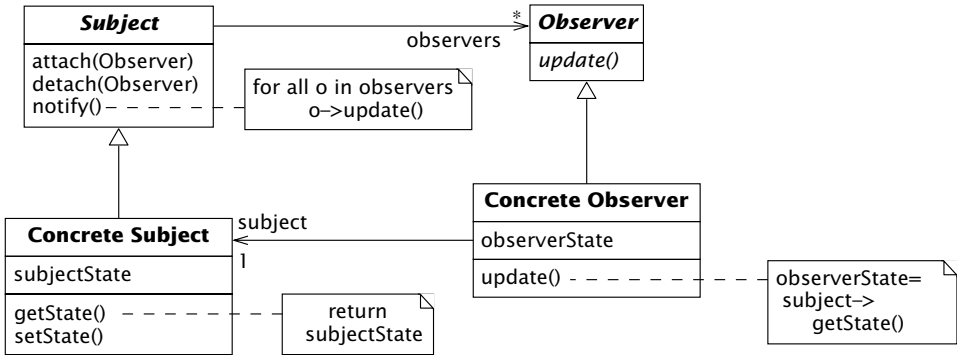 Subject
attach(Observer)
detach(Observer)
notify()
for all o in observers
o–>update()
observers
*
Observer
update()
Concrete Subject
subjectState
getState()
setState()
return
subjectState
subject
1
Concrete Observer
observerState
update()
observerState=
subject–>
getState()